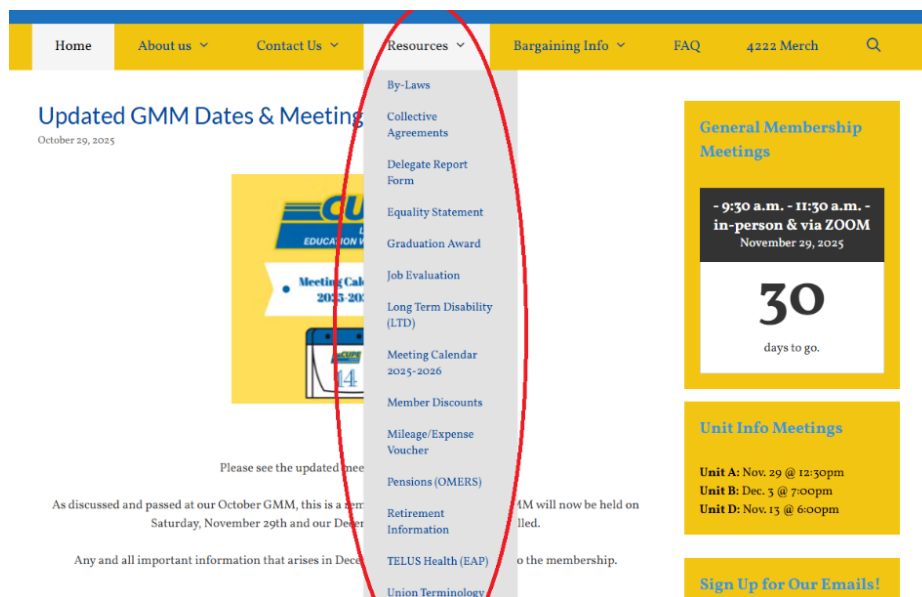 Home
About us
Contact Us
Resources
Bargaining Info
FAQ
4222 Merch
By-Laws
Collective
Agreements
Delegate Report
Form
Equality Statement
Graduation Award
Job Evaluation
Long Term Disability
(LTD)
Meeting Calendar
2025-2026
Member Discounts
Mileage/Expense
Voucher
Pensions (OMERS)
Retirement
Information
TELUS Health (EAP)
Union Terminology
Updated GMM Dates & Meeting
October 29, 2025
EDUCATION
Meeting
CUPE
14
Please see the updated
As discussed and passed at our October GMM, this is a
will now be held on
Saturday, November 29th and our
Any and all important information that arises in
to the membership.
General Membership
Meetings
- 9:30 a.m. - 11:30 a.m. -
in-person & via ZOOM
November 29, 2025
30
days to go.
Unit Info Meetings
Unit A: Nov. 29 @ 12:30pm
Unit B: Dec. 3 @ 7:00pm
Unit D: Nov. 13 @ 6:00pm
Sign Up for Our Emails!